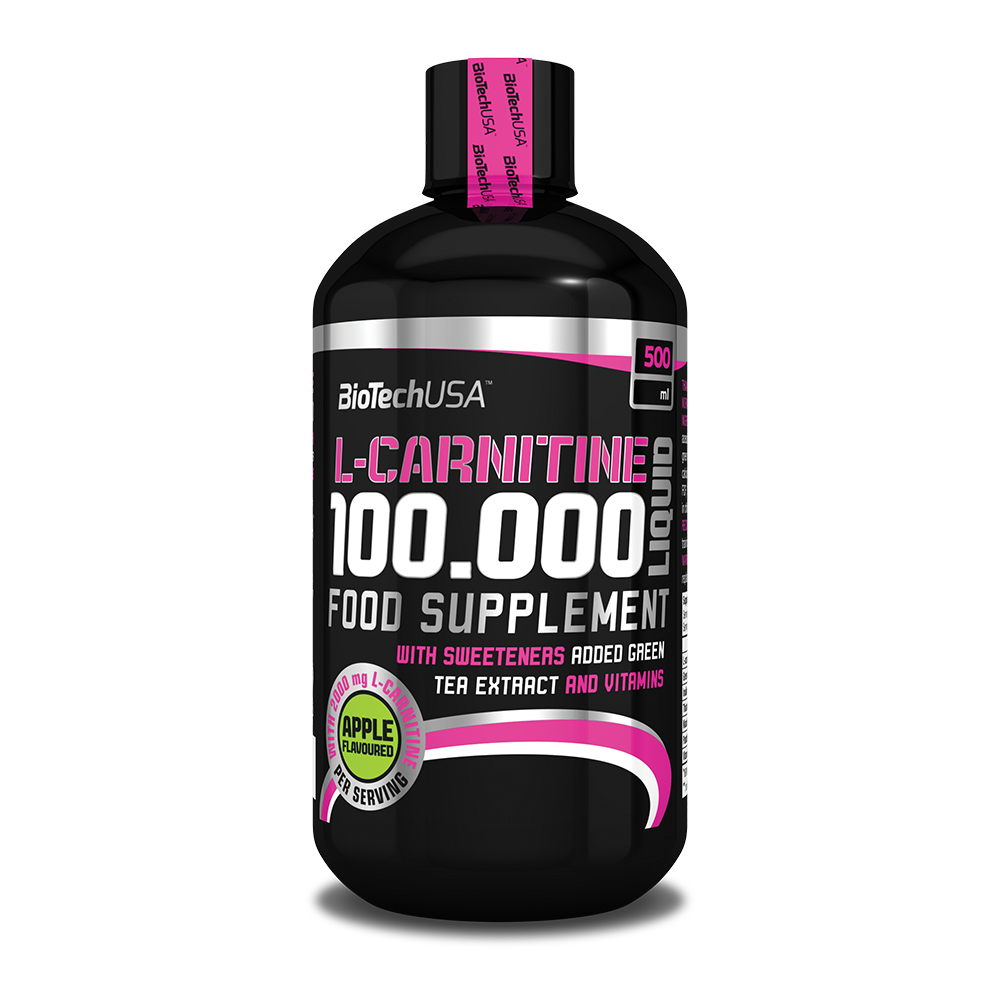 BioTechUSA
BioTechUSA
BioTechUSA
BioTechUSA
500
ml
BioTechUSA™
L-CARNITINE
100.000
LIQUID
FOOD SUPPLEMENT
WITH SWEETENERS ADDED GREEN
TEA EXTRACT AND VITAMINS
WITH 2000 mg L-CARNITINE
APPLE
FLAVOURED
PER SERVING